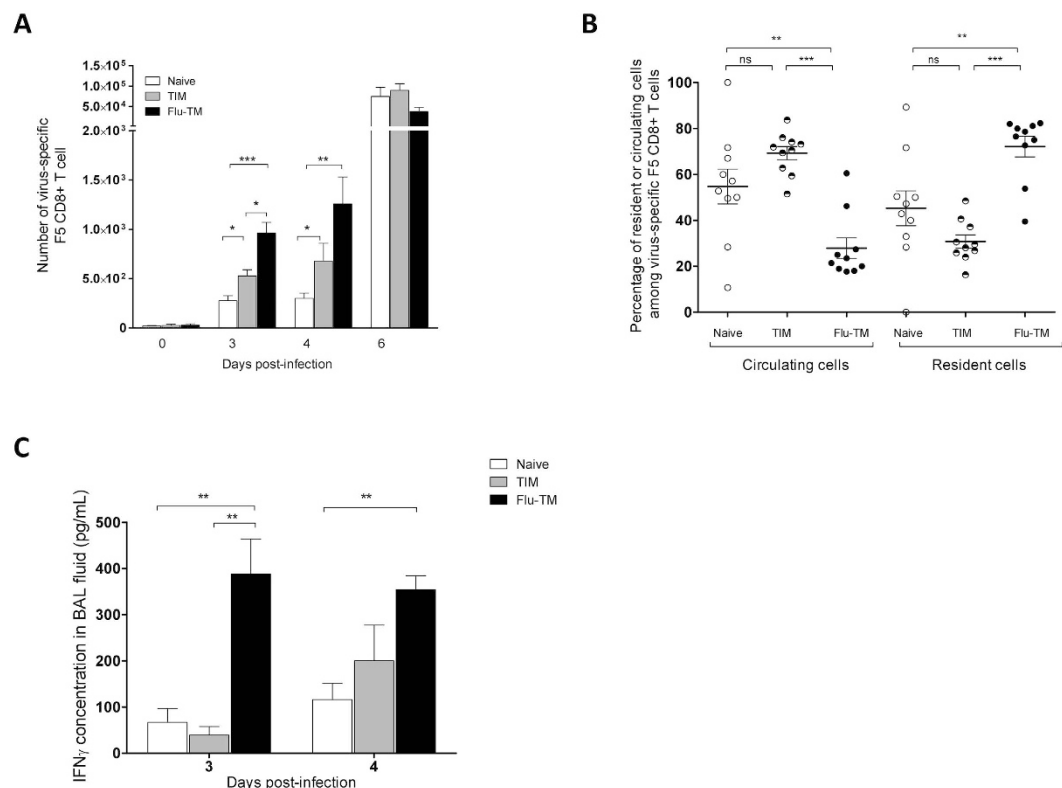 A
Number of virus-specific
F5 CD8+ T cell
1.5×10⁵
1.0×10⁵
5.0×10⁴
2.0×10³
1.5×10³
1.0×10³
5.0×10²
0
Naive
TIM
Flu-TM
***
*
*
**
*
0 3 4 6
Days post-infection
B
Percentage of resident or circulating cells
among virus-specific F5 CD8+ T cells
100
80
60
40
20
0
** **
ns *** ns ***
Naive TIM Flu-TM Naive TIM Flu-TM
Circulating cells Resident cells
C
IFNγ concentration in BAL fluid (pg/mL)
500
400
300
200
100
0
Naive
TIM
Flu-TM
** **
**
3 4
Days post-infection